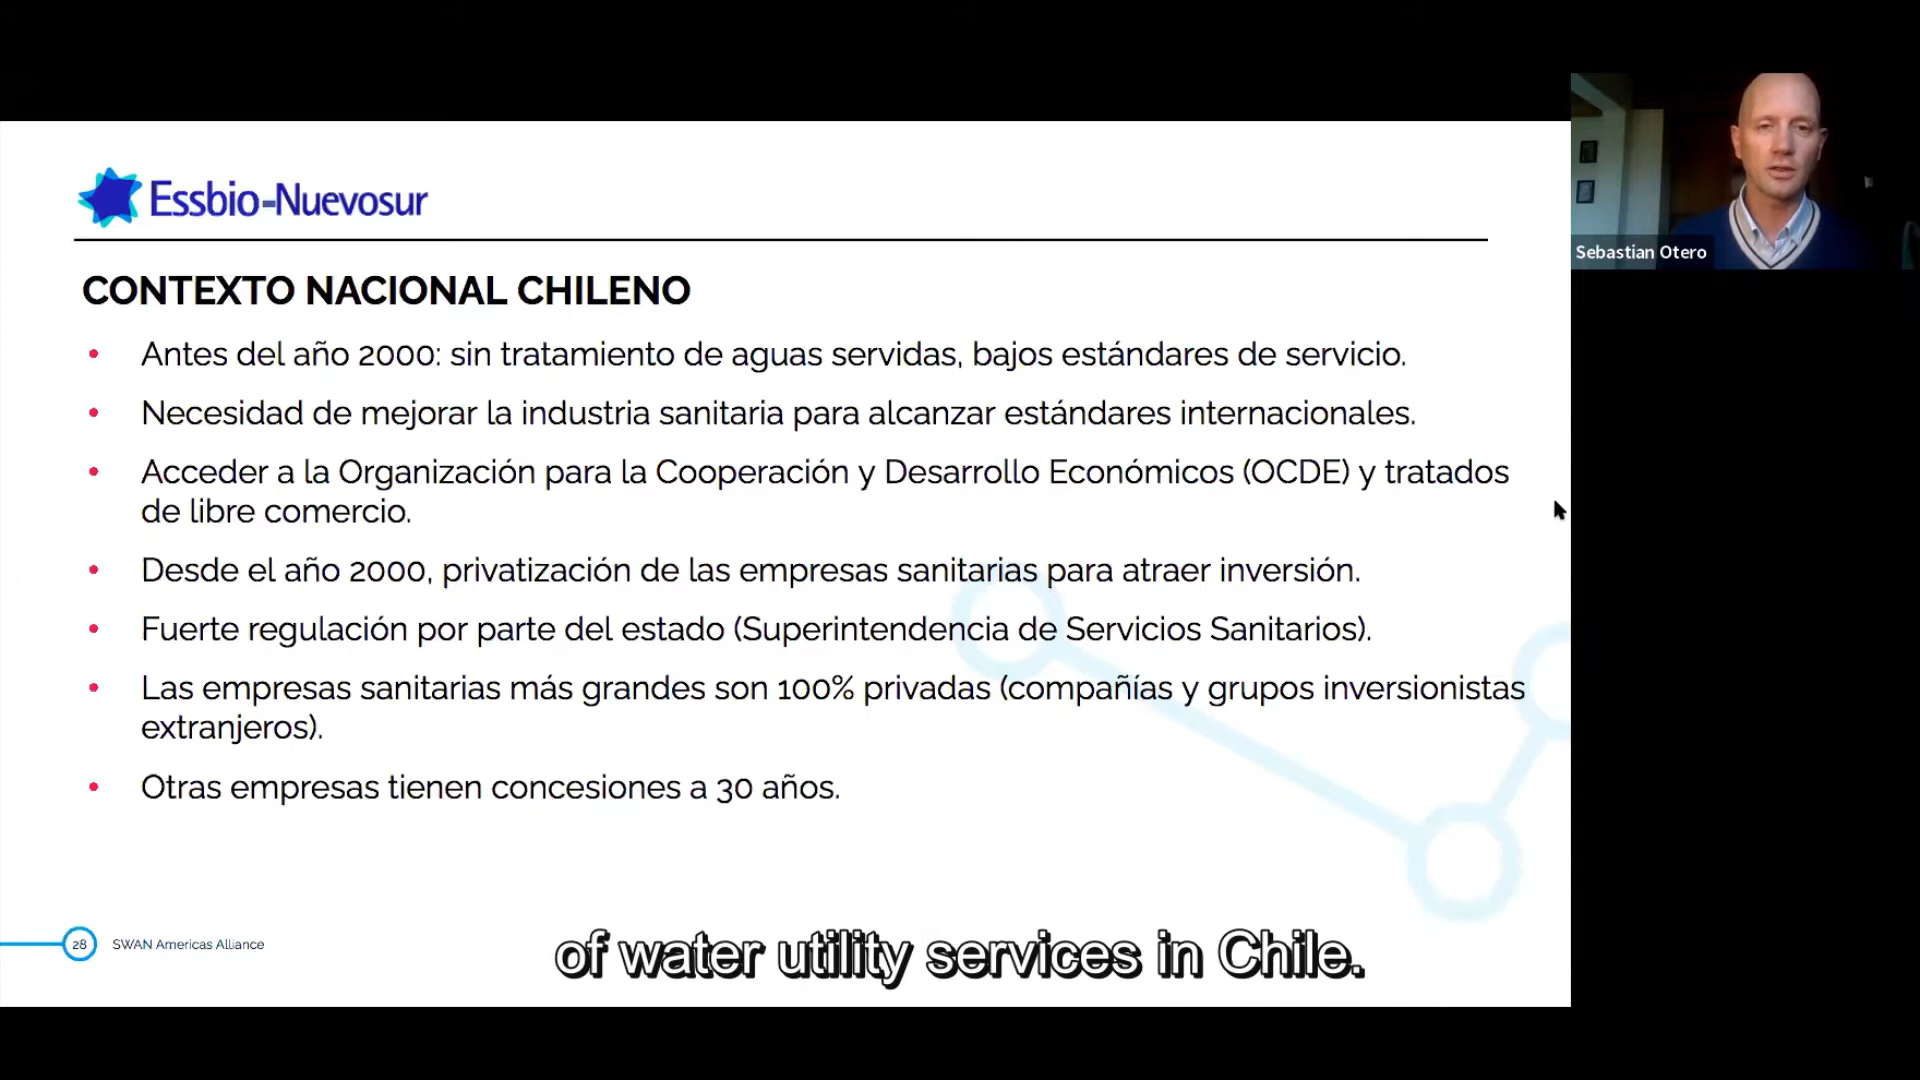 Essbio-Nuevosur
Sebastian Otero
CONTEXTO NACIONAL CHILENO
• Antes del año 2000: sin tratamiento de aguas servidas, bajos estándares de servicio.
• Necesidad de mejorar la industria sanitaria para alcanzar estándares internacionales.
• Acceder a la Organización para la Cooperación y Desarrollo Económicos (OCDE) y tratados
de libre comercio.
• Desde el año 2000, privatización de las empresas sanitarias para atraer inversión.
• Fuerte regulación por parte del estado (Superintendencia de Servicios Sanitarios).
• Las empresas sanitarias más grandes son 100% privadas (compañías y grupos inversionistas
extranjeros).
• Otras empresas tienen concesiones a 30 años.
28 SWAN Americas Alliance
of water utility services in Chile.